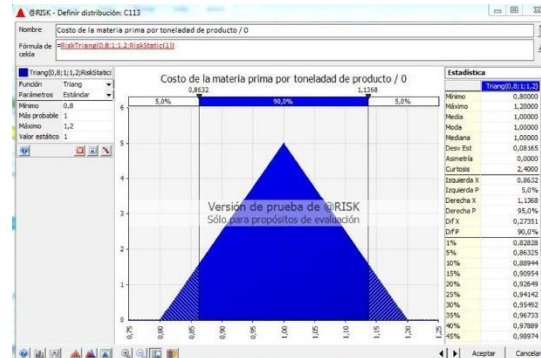 @RISK - Definir distribución: C113
Nombre Costo de la materia prima por toneladad de producto / 0
Fórmula de celda =RiskTriang(0,8;1;1,2;RiskStatic(1))
Triang(0,8;1;1,2;RiskStatic
Función Triang
Parámetros Estándar
Mínimo 0,8
Más probable 1
Máximo 1,2
Valor estático 1
Costo de la materia prima por toneladad de producto / 0
0,8632 1,1368
5,0% 90,0% 5,0%
6
5
4
3
2
1
0
Versión de prueba de @RISK
Sólo para propósitos de evaluación
0,75 0,80 0,85 0,90 0,95 1,00 1,05 1,10 1,15 1,20 1,25
Estadística
Triang(0,8;1;1,2)
Mínimo 0,80000
Máximo 1,20000
Media 1,00000
Moda 1,00000
Mediana 1,00000
Desv Est 0,08165
Asimetría 0,0000
Curtosis 2,4000
Izquierda X 0,8632
Izquierda P 5,0%
Derecha X 1,1368
Derecha P 95,0%
Dif X 0,27351
Dif P 90,0%
1% 0,82828
5% 0,86325
10% 0,88944
15% 0,90954
20% 0,92649
25% 0,94142
30% 0,95492
35% 0,96733
40% 0,97889
45% 0,98974
Aceptar Cancelar